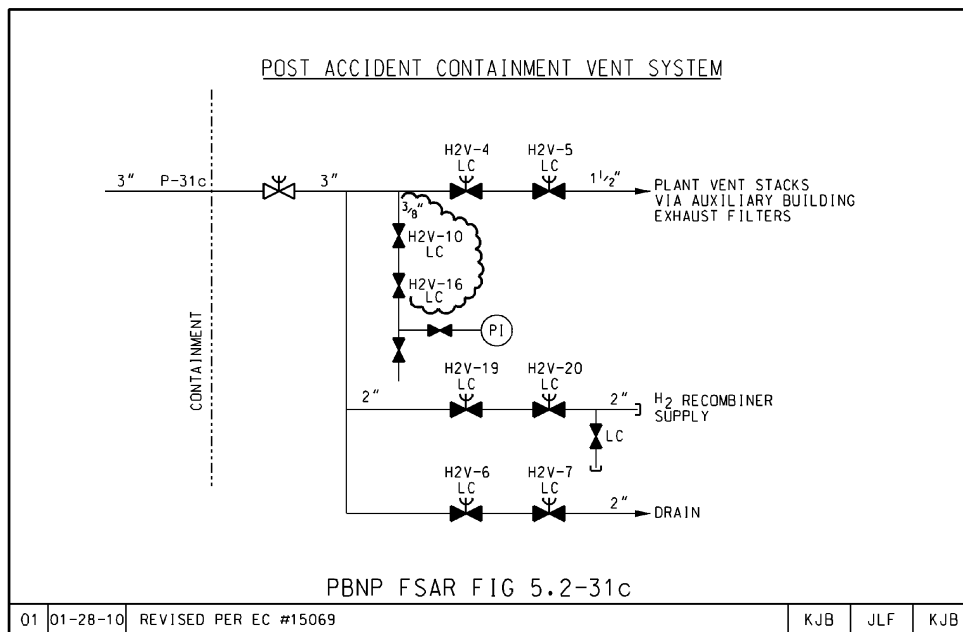 POST ACCIDENT CONTAINMENT VENT SYSTEM
H2V-4 H2V-5
LC LC
3" P-31c 3" 1 1/2" PLANT VENT STACKS
VIA AUXILIARY BUILDING
EXHAUST FILTERS
3/8"
H2V-10
LC
H2V-16
LC
PI
CONTAINMENT
H2V-19 H2V-20
LC LC
2" 2" H2 RECOMBINER
SUPPLY
LC
H2V-6 H2V-7
LC LC
2" DRAIN
PBNP FSAR FIG 5.2-31c
01 01-28-10 REVISED PER EC #15069 KJB JLF KJB